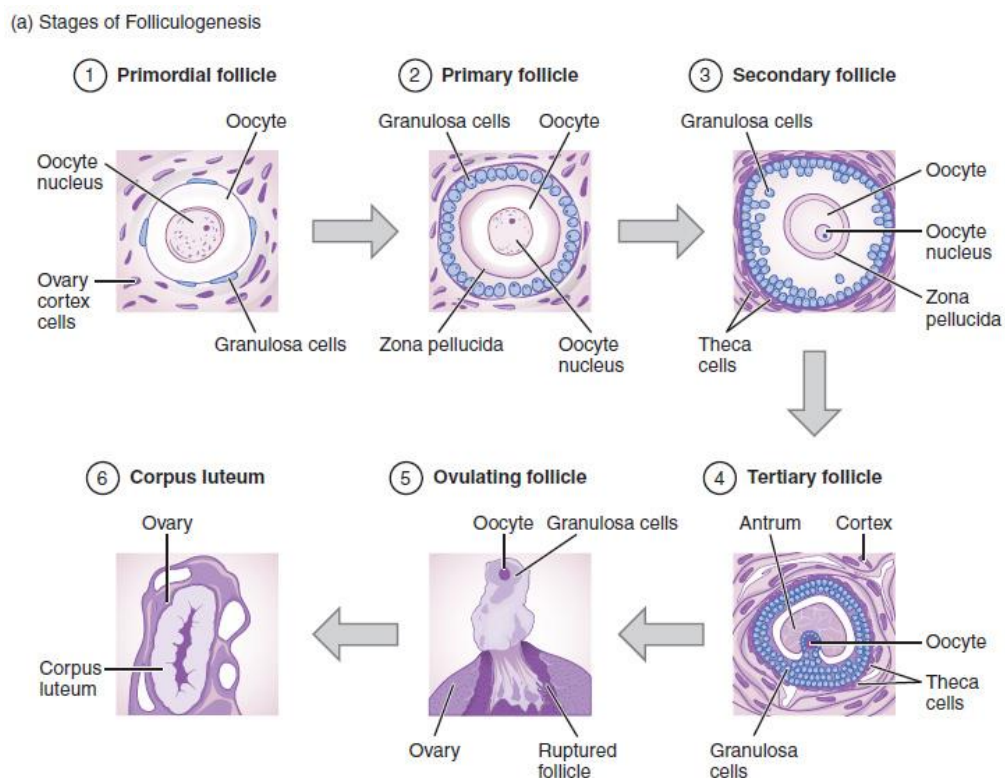 (a) Stages of Folliculogenesis
1 Primordial follicle
Oocyte
Oocyte
nucleus
Ovary
cortex
cells
Granulosa cells
2 Primary follicle
Granulosa cells
Oocyte
Zona pellucida
Oocyte
nucleus
3 Secondary follicle
Granulosa cells
Oocyte
Oocyte
nucleus
Zona
pellucida
Theca
cells
6 Corpus luteum
Ovary
Corpus
luteum
5 Ovulating follicle
Oocyte
Granulosa cells
Ovary
Ruptured
follicle
4 Tertiary follicle
Antrum
Cortex
Oocyte
Theca
cells
Granulosa
cells